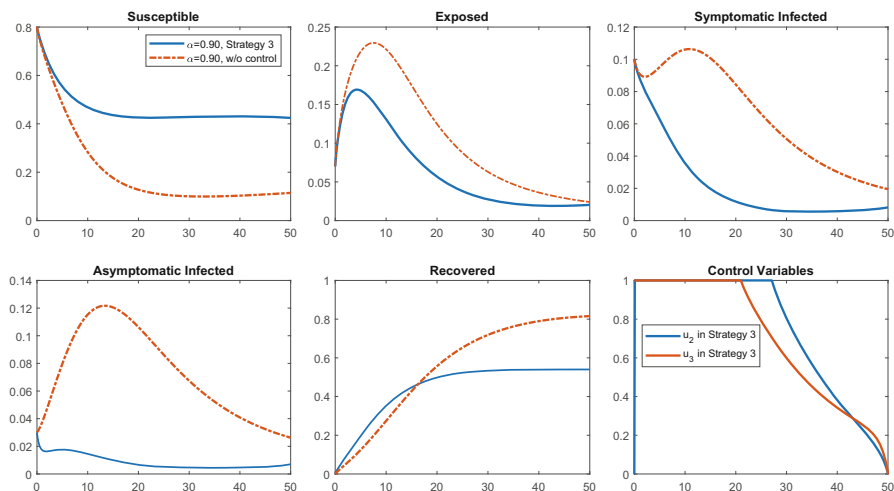 Susceptible
0.8
0.6
0.4
0.2
0
0 10 20 30 40 50
α=0.90, Strategy 3
α=0.90, w/o control
Exposed
0.25
0.20
0.15
0.10
0.05
0
0 10 20 30 40 50
Symptomatic Infected
0.12
0.1
0.08
0.06
0.04
0.02
0
0 10 20 30 40 50
Asymptomatic Infected
0.14
0.12
0.10
0.08
0.06
0.04
0.02
0
0 10 20 30 40 50
Recovered
1
0.8
0.6
0.4
0.2
0
0 10 20 30 40 50
Control Variables
1
0.8
0.6
0.4
0.2
0
0 10 20 30 40 50
u₂ in Strategy 3
u₃ in Strategy 3